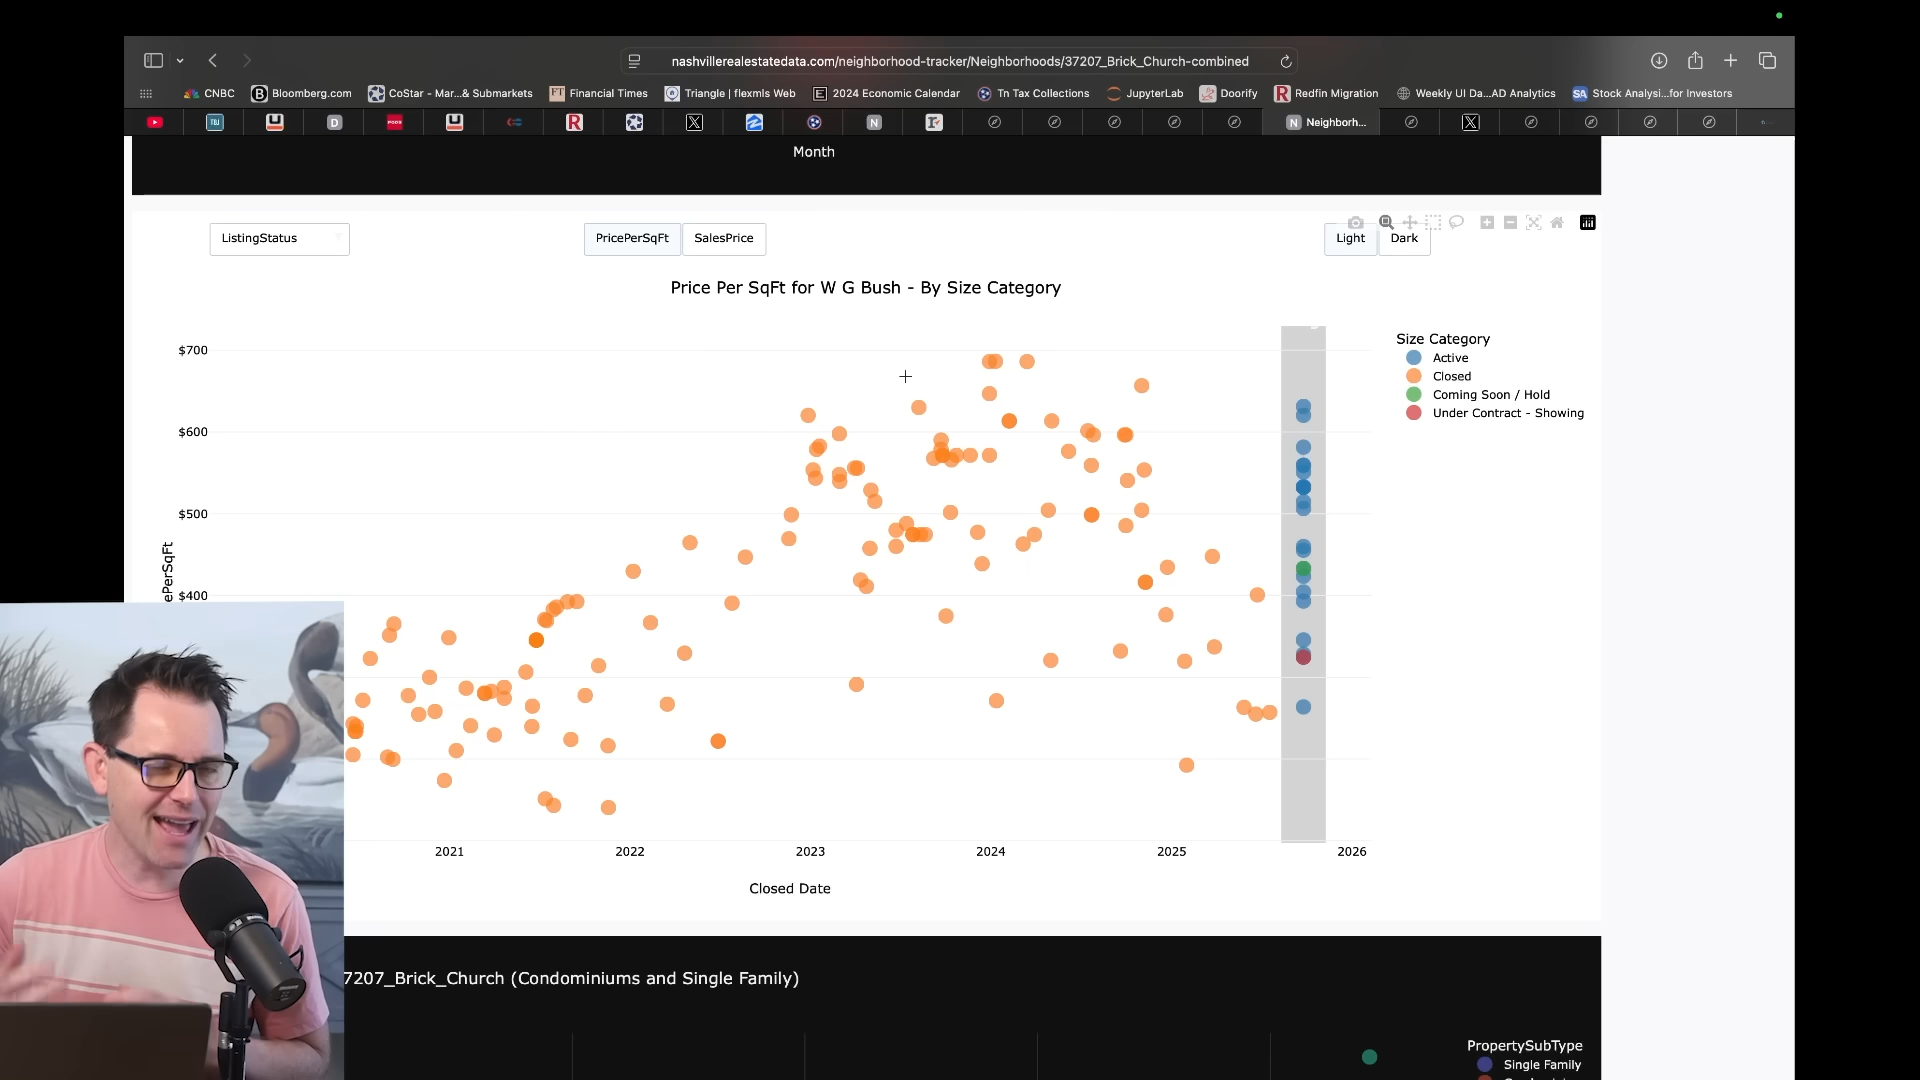 nashvillerealestatedata.com/neighborhood-tracker/Neighborhoods/37207_Brick_Church-combined
CNBC
Bloomberg.com
CoStar - Mar...& Submarkets
Financial Times
Triangle | flexmls Web
2024 Economic Calendar
Tn Tax Collections
JupyterLab
Doorify
Redfin Migration
Weekly UI Da...AD Analytics
Stock Analysi...for Investors
Neighborh...
Month
ListingStatus
PricePerSqFt
SalesPrice
Light
Dark
Price Per SqFt for W G Bush - By Size Category
Size Category
Active
Closed
Coming Soon / Hold
Under Contract - Showing
$700
$600
$500
$400
ePerSqFt
2021
2022
2023
2024
2025
2026
Closed Date
7207_Brick_Church (Condominiums and Single Family)
PropertySubType
Single Family